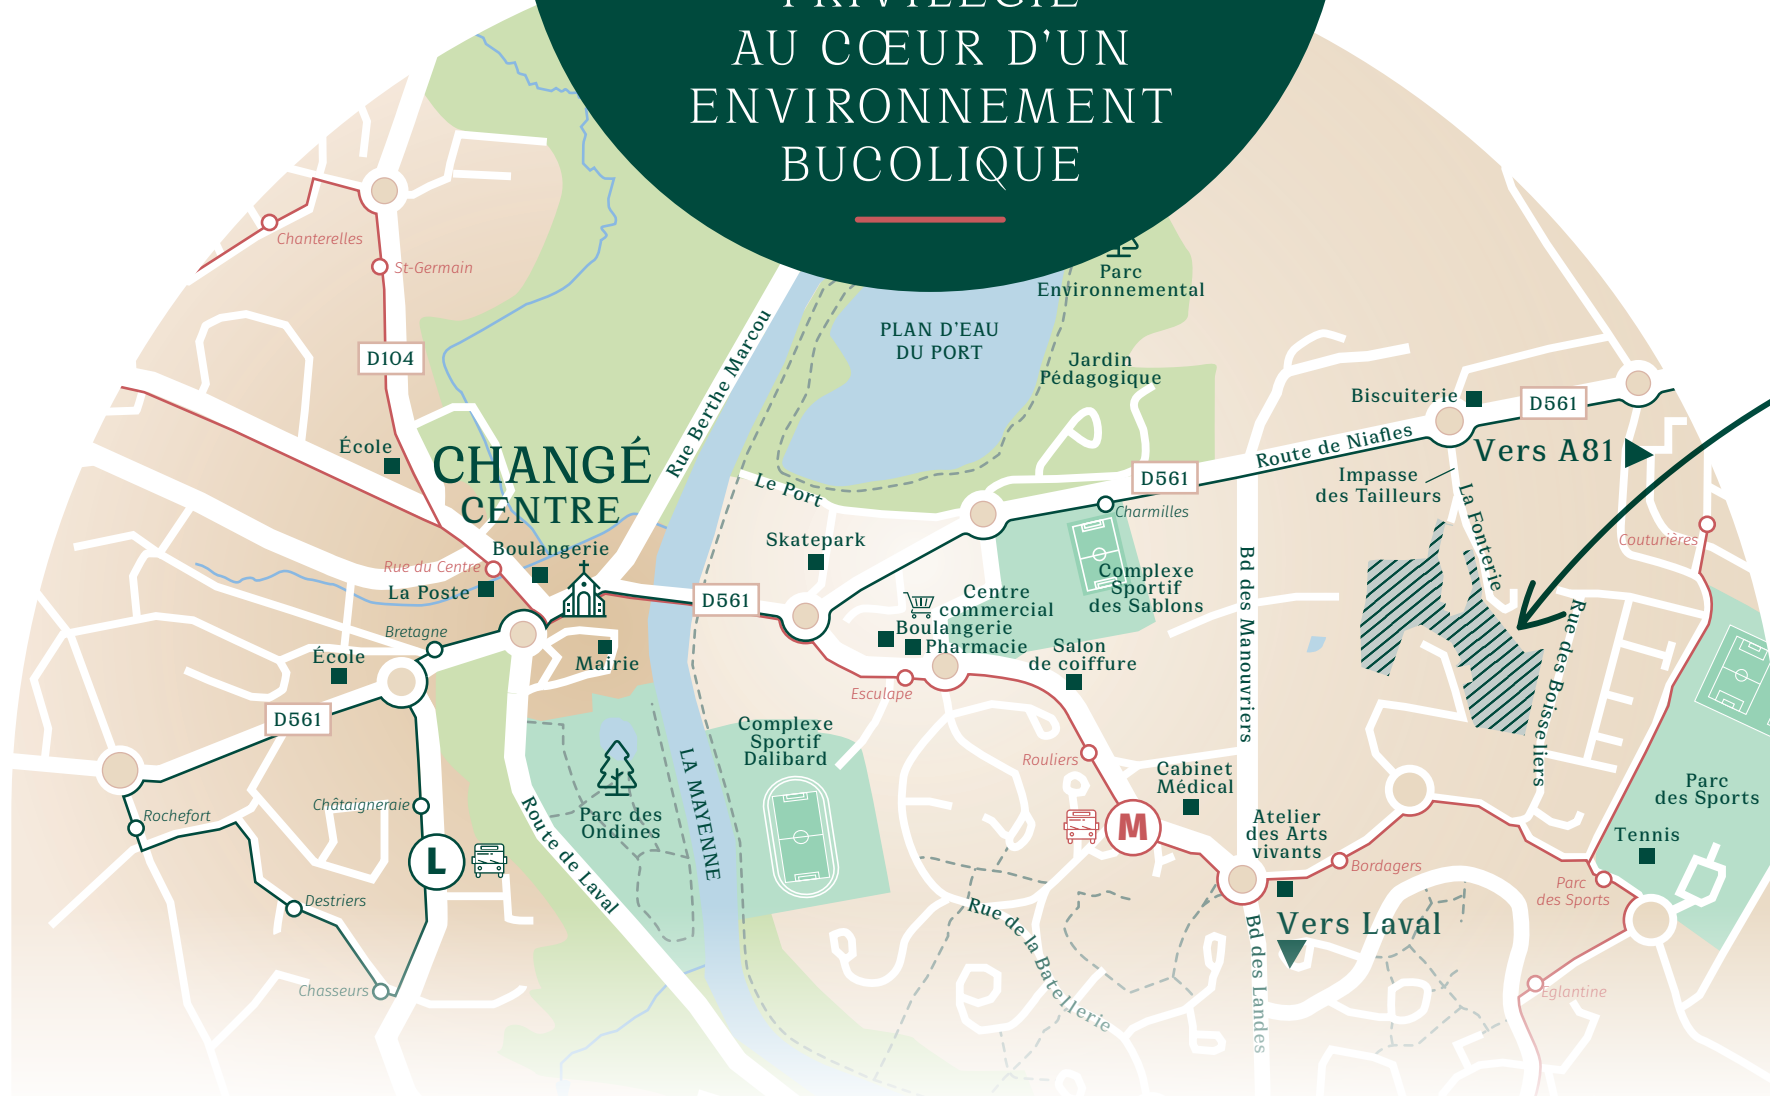 PRIVILÉGIÉ
AU CŒUR D'UN
ENVIRONNEMENT
BUCOLIQUE
Chanterelles
St-Germain
D104
Parc
Environnemental
PLAN D'EAU
DU PORT
Rue Berthe Marcou
Jardin
Pédagogique
Biscuiterie
D561
Route de Niafles
Vers A81
École
CHANGÉ
CENTRE
Le Port
D561
Impasse
des Tailleurs
La Fonterie
Charmilles
Couturières
Skatepark
Boulangerie
Rue du Centre
La Poste
D561
Centre
commercial
Boulangerie
Pharmacie
Complexe
Sportif
des Sablons
Bd des Manouvriers
Rue des Boisseliers
Bretagne
École
Mairie
Salon
de coiffure
Esculape
D561
Complexe
Sportif
Dalibard
LA MAYENNE
Rouliers
Cabinet
Médical
Parc
des Sports
Châtaigneraie
Rochefort
Parc des
Ondines
Route de Laval
M
Atelier
des Arts
vivants
Tennis
L
Bordagers
Parc
des Sports
Destriers
Rue de la Batellerie
Vers Laval
Bd des Landes
Chasseurs
Eglantine